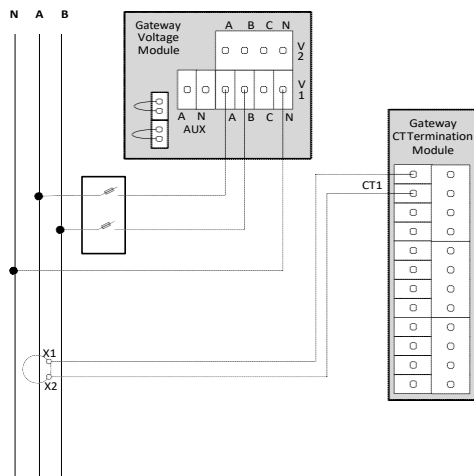 N A B
Gateway
Voltage
Module
A B C N
V
2
V
1
A N A B C N
AUX
Gateway
CTTermination
Module
CT1
X1
X2